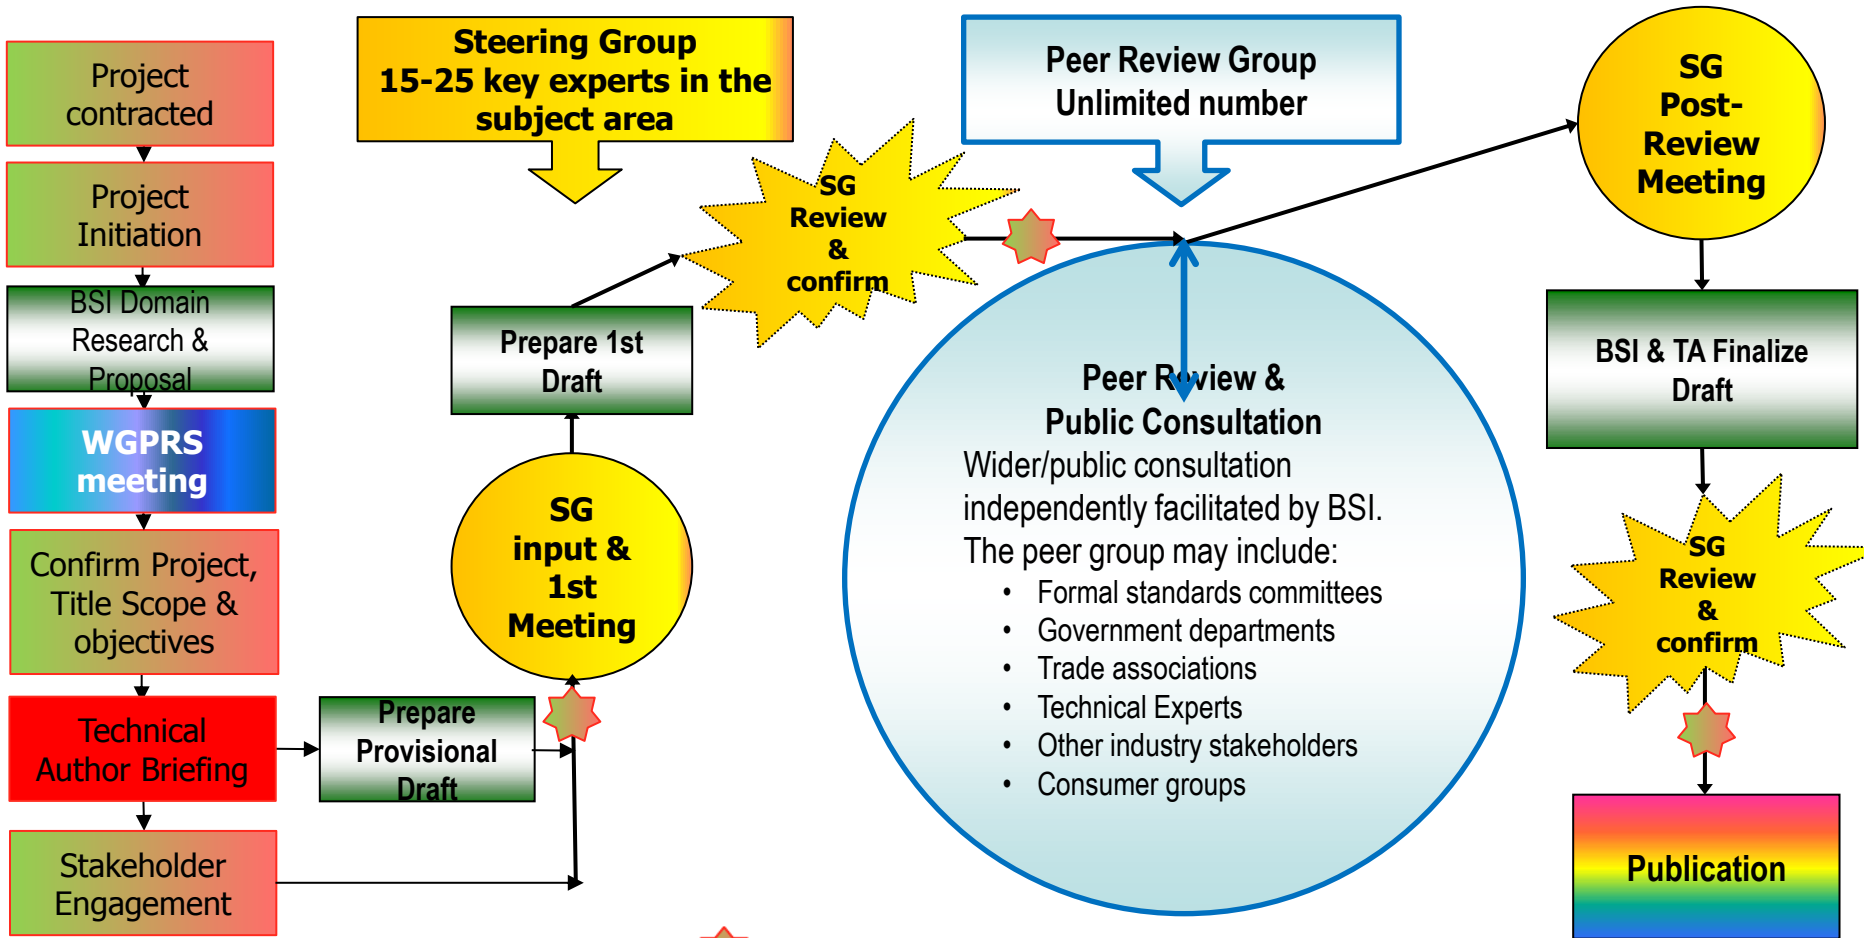 Project
contracted
Project
Initiation
BSI Domain
Research &
Proposal
WGPRS
meeting
Confirm Project,
Title Scope &
objectives
Technical
Author Briefing
Stakeholder
Engagement
Prepare
Provisional
Draft
Steering Group
15-25 key experts in the
subject area
SG
input &
1st
Meeting
Prepare 1st
Draft
SG
Review
&
confirm
Peer Review Group
Unlimited number
Peer Review &
Public Consultation
Wider/public consultation
independently facilitated by BSI.
The peer group may include:
• Formal standards committees
• Government departments
• Trade associations
• Technical Experts
• Other industry stakeholders
• Consumer groups
SG
Post-
Review
Meeting
BSI & TA Finalize
Draft
SG
Review
&
confirm
Publication